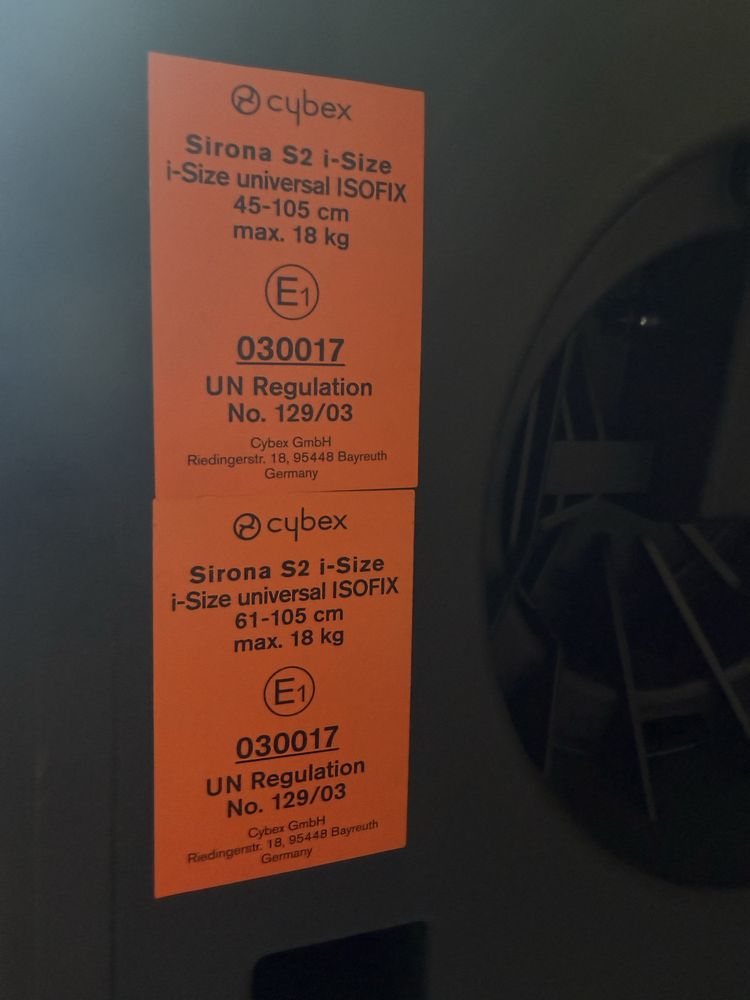 cybex
Sirona S2 i-Size
i-Size universal ISOFIX
45-105 cm
max. 18 kg
E1
030017
UN Regulation
No. 129/03
Cybex GmbH
Riedingerstr. 18, 95448 Bayreuth
Germany
cybex
Sirona S2 i-Size
i-Size universal ISOFIX
61-105 cm
max. 18 kg
E1
030017
UN Regulation
No. 129/03
Cybex GmbH
Riedingerstr. 18, 95448 Bayreuth
Germany